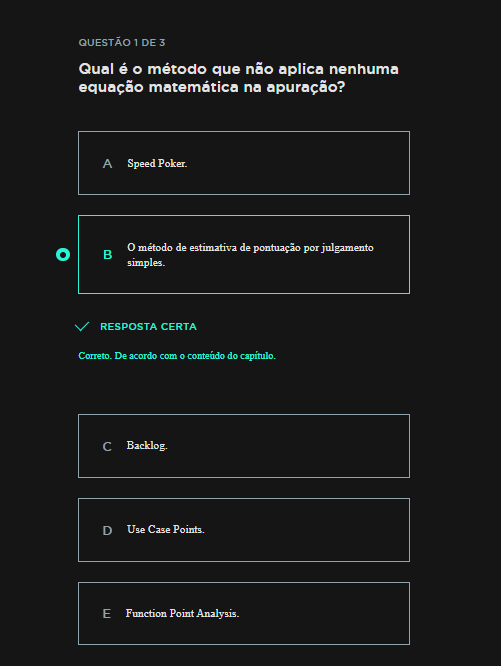 QUESTÃO 1 DE 3
Qual é o método que não aplica nenhuma
equação matemática na apuração?
A Speed Poker.
B O método de estimativa de pontuação por julgamento
simples.
RESPOSTA CERTA
Correto. De acordo com o conteúdo do capítulo.
C Backlog.
D Use Case Points.
E Function Point Analysis.